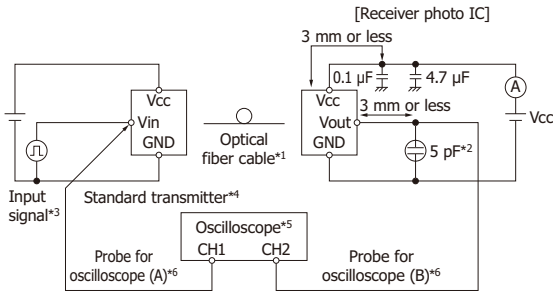 [Receiver photo IC]
3 mm or less
0.1 µF
4.7 µF
A
Vcc
Vcc
Vin
GND
Optical
fiber cable*1
Vcc
Vout
GND
3 mm or less
5 pF*2
Input
signal*3
Standard transmitter*4
Oscilloscope*5
CH1
CH2
Probe for
oscilloscope (A)*6
Probe for
oscilloscope (B)*6